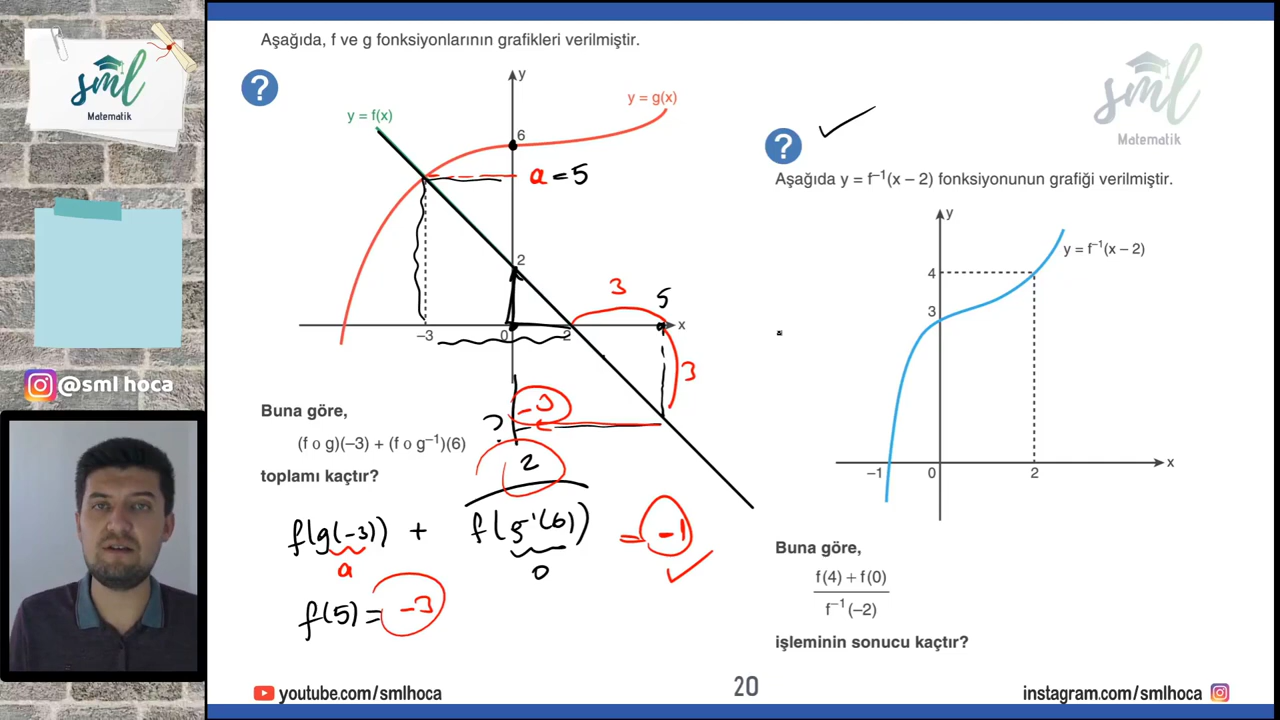 sml
Matematik
@sml hoca
Aşağıda, f ve g fonksiyonlarının grafikleri verilmiştir.
?
y
y = g(x)
y = f(x)
6
a = 5
2
3
5
x
-3
0
2
3
-3
?
Buna göre,
(f o g)(–3) + (f o g⁻¹)(6)
toplamı kaçtır?
2
f(g(-3)) + f(g⁻¹(6)) = -1
a
0
f(5) = -3
sml
Matematik
?
Aşağıda y = f⁻¹(x – 2) fonksiyonunun grafiği verilmiştir.
y
y = f⁻¹(x – 2)
4
3
–1
0
2
x
Buna göre,
f(4) + f(0)
f⁻¹(–2)
işleminin sonucu kaçtır?
youtube.com/smlhoca
20
instagram.com/smlhoca